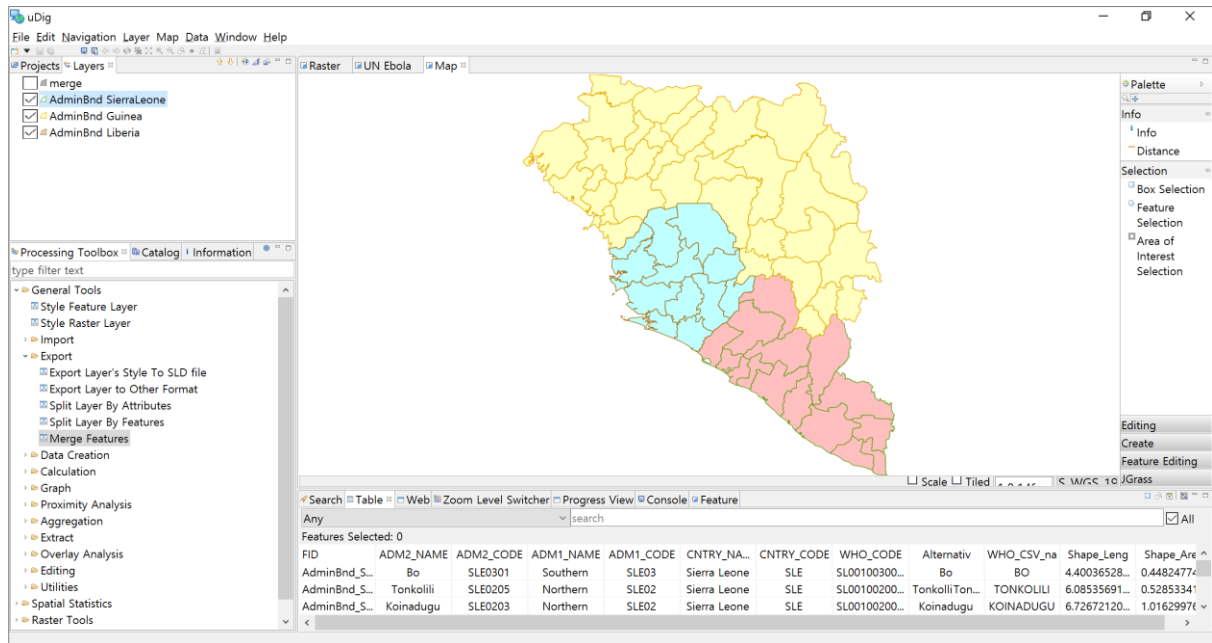 uDig
File Edit Navigation Layer Map Data Window Help
Projects Layers
merge
AdminBnd SierraLeone
AdminBnd Guinea
AdminBnd Liberia
Raster UN Ebola Map
Palette
Info
Info
Distance
Selection
Box Selection
Feature
Selection
Area of
Interest
Selection
Editing
Create
Feature Editing
JGrass
Processing Toolbox Catalog Information
type filter text
General Tools
Style Feature Layer
Style Raster Layer
Import
Export
Export Layer's Style To SLD file
Export Layer to Other Format
Split Layer By Attributes
Split Layer By Features
Merge Features
Data Creation
Calculation
Graph
Proximity Analysis
Aggregation
Extract
Overlay Analysis
Editing
Utilities
Spatial Statistics
Raster Tools
Scale Tiled
Search Table Web Zoom Level Switcher Progress View Console Feature
Any search All
Features Selected: 0
FID ADM2_NAME ADM2_CODE ADM1_NAME ADM1_CODE CNTRY_NA... CNTRY_CODE WHO_CODE Alternativ WHO_CSV_na Shape_Leng Shape_Are
AdminBnd_S... Bo SLE0301 Southern SLE03 Sierra Leone SLE SL00100300... Bo BO 4.40036528... 0.44824774
AdminBnd_S... Tonkolili SLE0205 Northern SLE02 Sierra Leone SLE SL00100200... TonkolliTon... TONKOLILI 6.08535691... 0.52853341
AdminBnd_S... Koinadugu SLE0203 Northern SLE02 Sierra Leone SLE SL00100200... Koinadugu KOINADUGU 6.72672120... 1.01629976